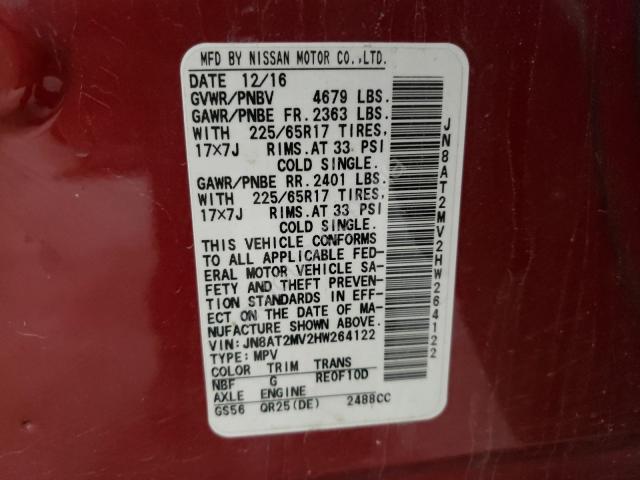 MFD BY NISSAN MOTOR CO.,LTD.
DATE 12/16
GVWR/PNBV 4679 LBS.
GAWR/PNBE FR. 2363 LBS.
WITH 225/65R17 TIRES,
17x7J RIMS.AT 33 PSI
COLD SINGLE.
GAWR/PNBE RR. 2401 LBS.
WITH 225/65R17 TIRES,
17x7J RIMS.AT 33 PSI
COLD SINGLE.
THIS VEHICLE CONFORMS
TO ALL APPLICABLE FED-
ERAL MOTOR VEHICLE SA-
FETY AND THEFT PREVEN-
TION STANDARDS IN EFF-
ECT ON THE DATE OF MA-
NUFACTURE SHOWN ABOVE.
VIN: JN8AT2MV2HW264122
TYPE: MPV
COLOR TRIM TRANS
NBF G RE0F10D
AXLE ENGINE
GS56 QR25(DE) 2488CC
JN8AT2MV2HW264122